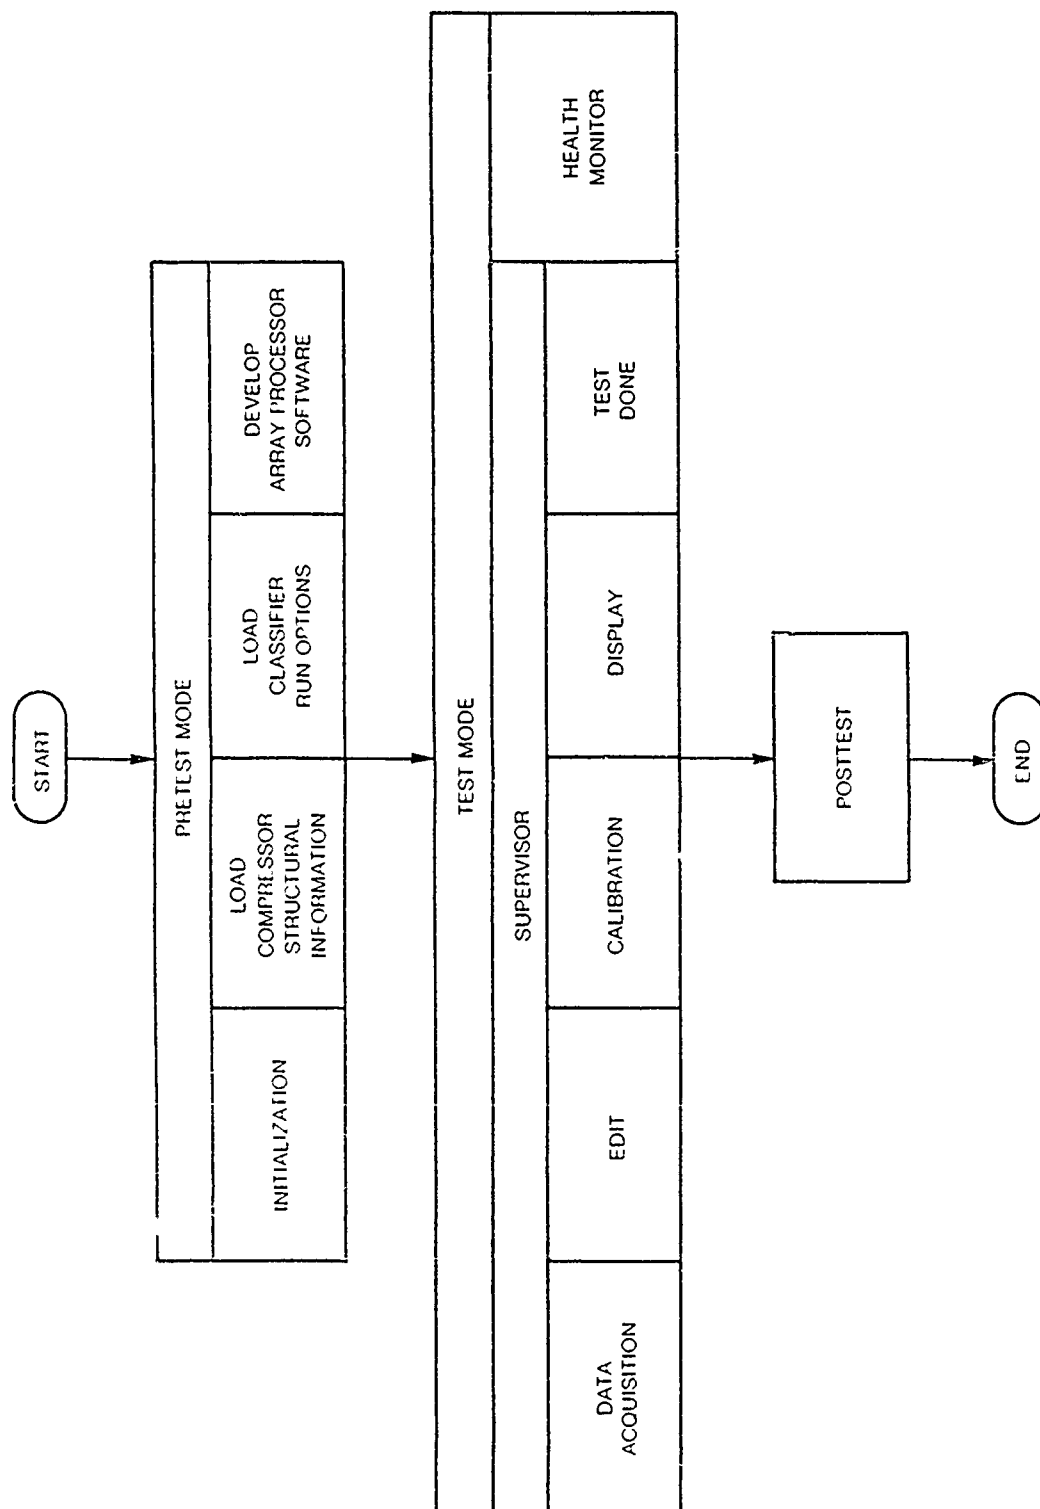 START
PRETEST MODE
INITIALIZATION
LOAD
COMPRESSOR
STRUCTURAL
INFORMATION
LOAD
CLASSIFIER
RUN OPTIONS
DEVELOP
ARRAY PROCESSOR
SOFTWARE
TEST MODE
SUPERVISOR
DATA
ACQUISITION
EDIT
CALIBRATION
DISPLAY
TEST
DONE
HEALTH
MONITOR
POSTTEST
END